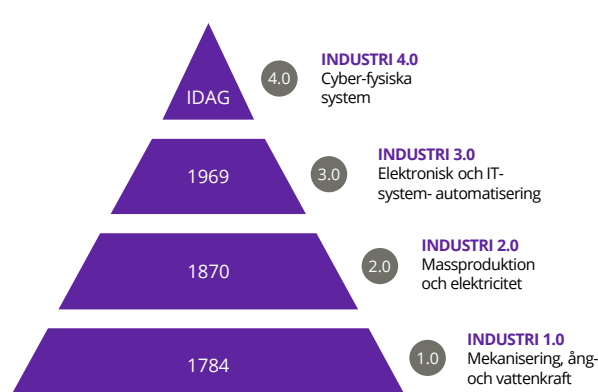 IDAG
4.0
INDUSTRI 4.0
Cyber-fysiska
system
1969
3.0
INDUSTRI 3.0
Elektronisk och IT-
system- automatisering
1870
2.0
INDUSTRI 2.0
Massproduktion
och elektricitet
1784
1.0
INDUSTRI 1.0
Mekanisering, ång-
och vattenkraft